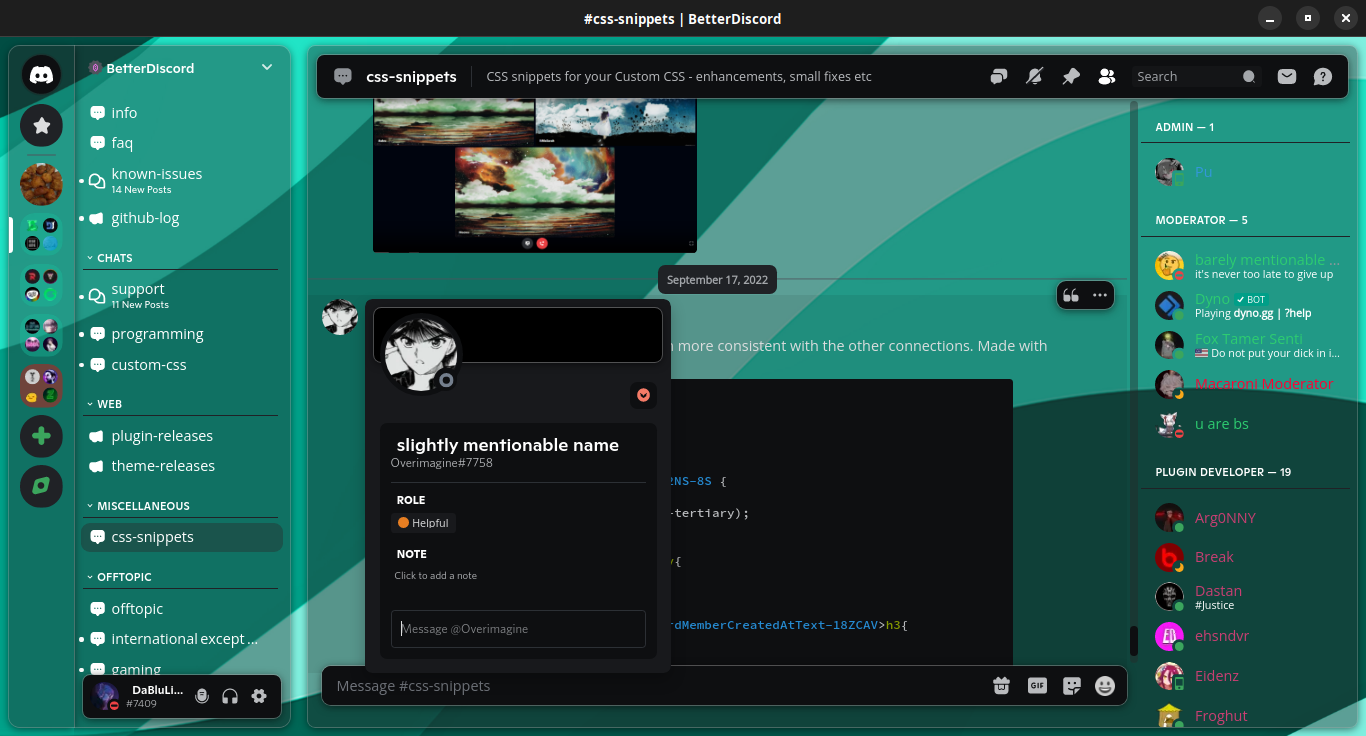 #css-snippets | BetterDiscord
BetterDiscord
info
faq
known-issues
14 New Posts
github-log
CHATS
support
11 New Posts
programming
custom-css
WEB
plugin-releases
theme-releases
MISCELLANEOUS
css-snippets
OFFTOPIC
offtopic
international except ...
gaming
DaBluLi...
#7409
css-snippets
CSS snippets for your Custom CSS - enhancements, small fixes etc
Search
September 17, 2022
more consistent with the other connections. Made with
2NS-8S {
-tertiary);
{
rdMemberCreatedAtText-18ZCAV>h3{
slightly mentionable name
Overimagine#7758
ROLE
Helpful
NOTE
Click to add a note
Message @Overimagine
Message #css-snippets
GIF
ADMIN — 1
Pu
MODERATOR — 5
barely mentionable ...
it's never too late to give up
Dyno ✓ BOT
Playing dyno.gg | ?help
Fox Tamer Senti
🇺🇸 Do not put your dick in i...
Macaroni Moderator
u are bs
PLUGIN DEVELOPER — 19
Arg0NNY
Break
Dastan
#Justice
ehsndvr
Eidenz
Froghut